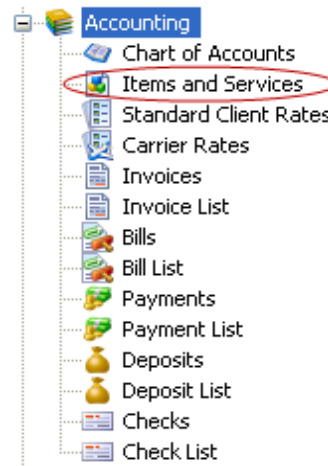 Accounting
Chart of Accounts
Items and Services
Standard Client Rates
Carrier Rates
Invoices
Invoice List
Bills
Bill List
Payments
Payment List
Deposits
Deposit List
Checks
Check List